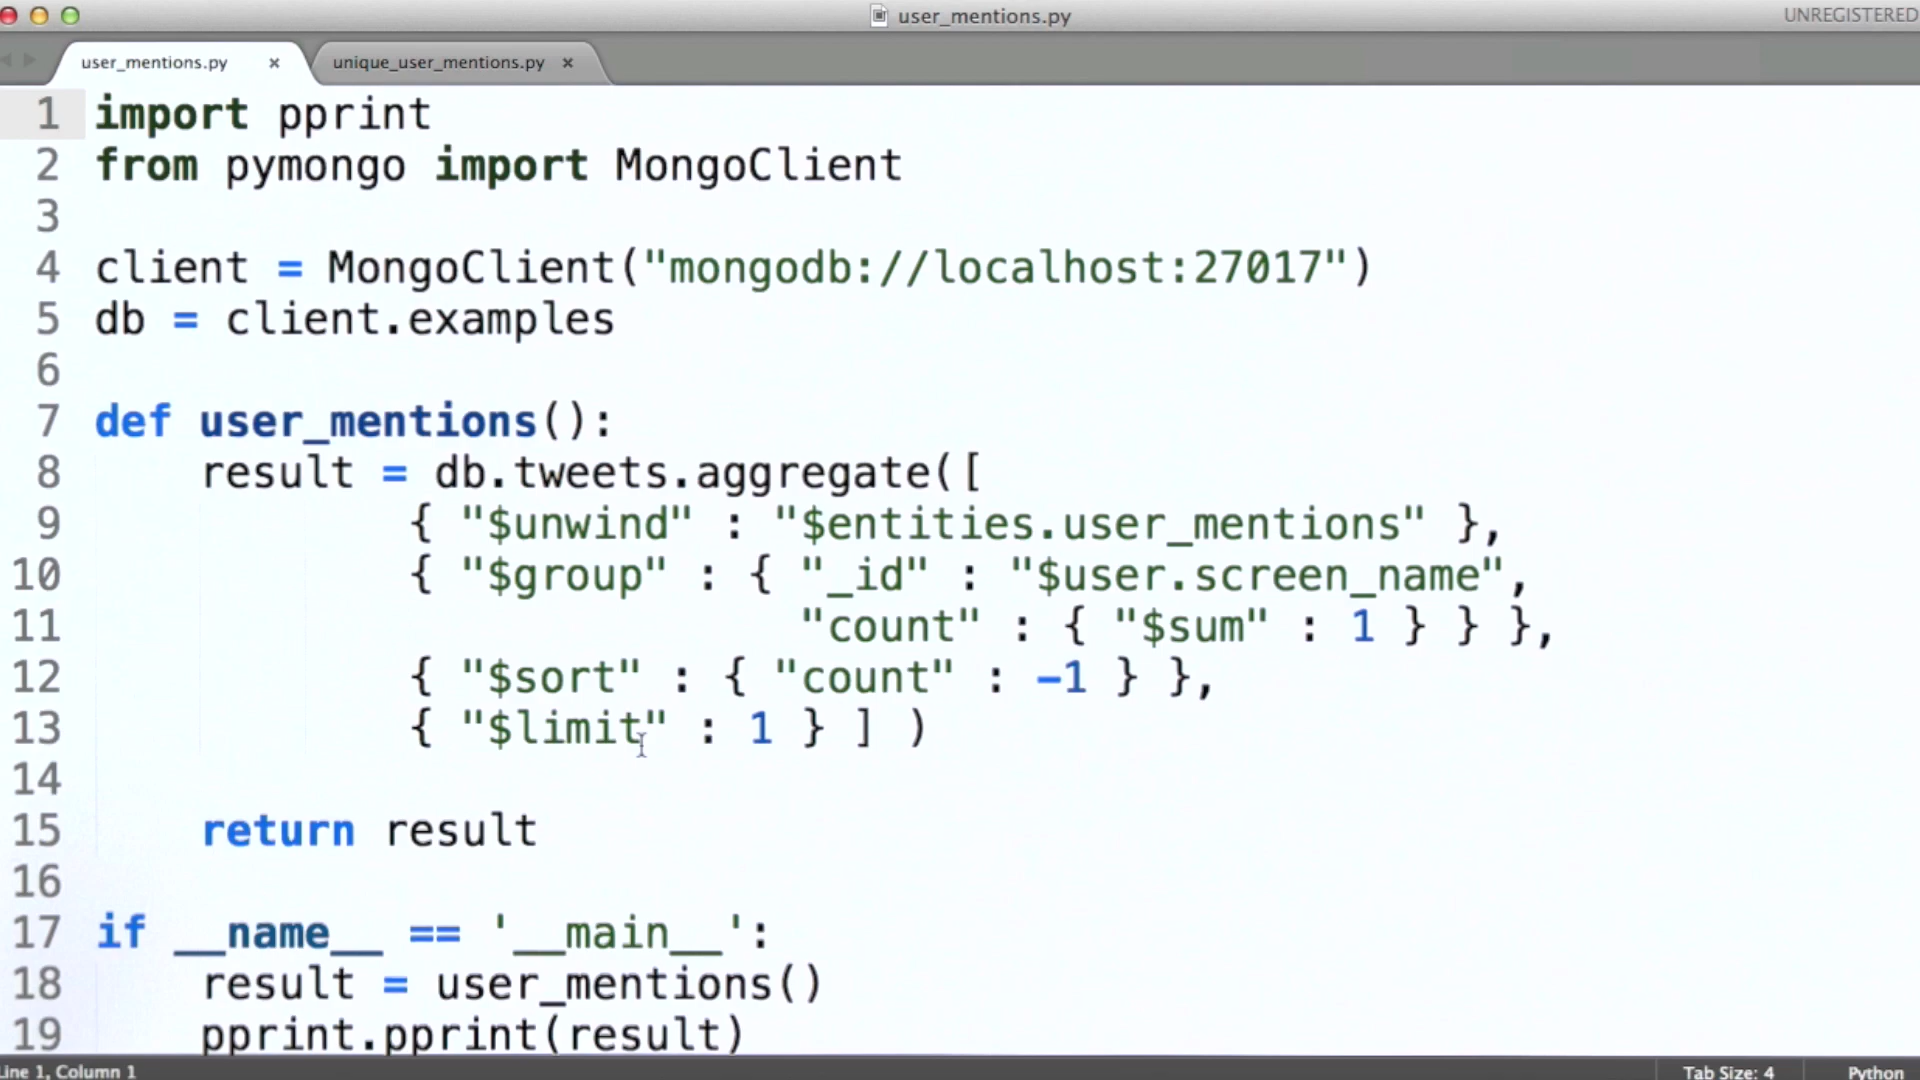 user_mentions.py
UNREGISTERED
user_mentions.py × unique_user_mentions.py ×
1 import pprint
2 from pymongo import MongoClient
3
4 client = MongoClient("mongodb://localhost:27017")
5 db = client.examples
6
7 def user_mentions():
8 result = db.tweets.aggregate([
9 { "$unwind" : "$entities.user_mentions" },
10 { "$group" : { "_id" : "$user.screen_name",
11 "count" : { "$sum" : 1 } } },
12 { "$sort" : { "count" : -1 } },
13 { "$limit" : 1 } ] )
14
15 return result
16
17 if __name__ == '__main__':
18 result = user_mentions()
19 pprint.pprint(result)
Line 1, Column 1
Tab Size: 4
Python